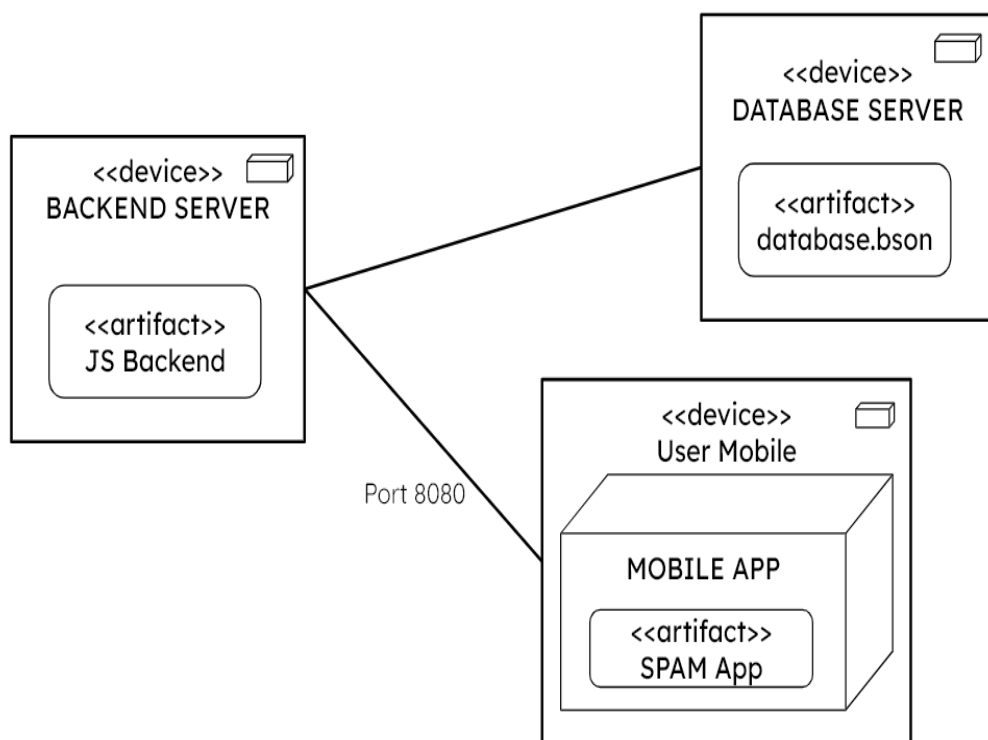 <<device>>
BACKEND SERVER
<<artifact>>
JS Backend
<<device>>
DATABASE SERVER
<<artifact>>
database.bson
Port 8080
<<device>>
User Mobile
MOBILE APP
<<artifact>>
SPAM App